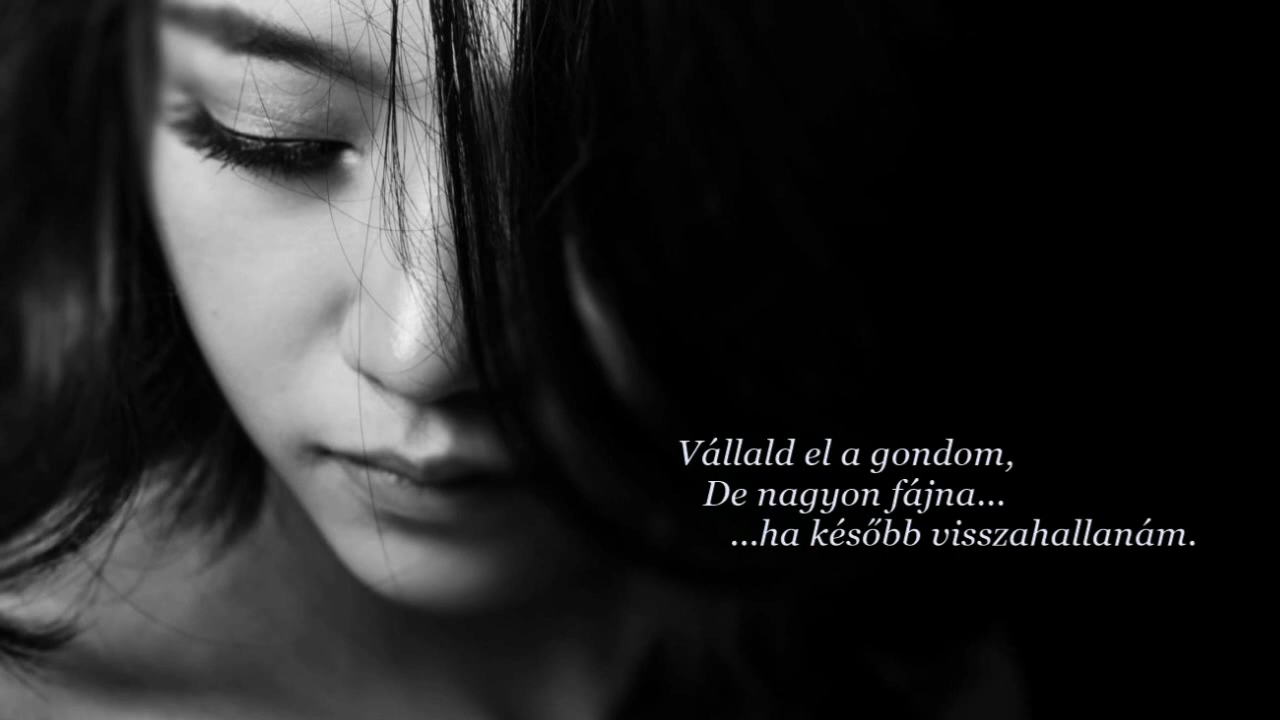 Vállald el a gondom,
De nagyon fájna...
...ha később visszahallanám.